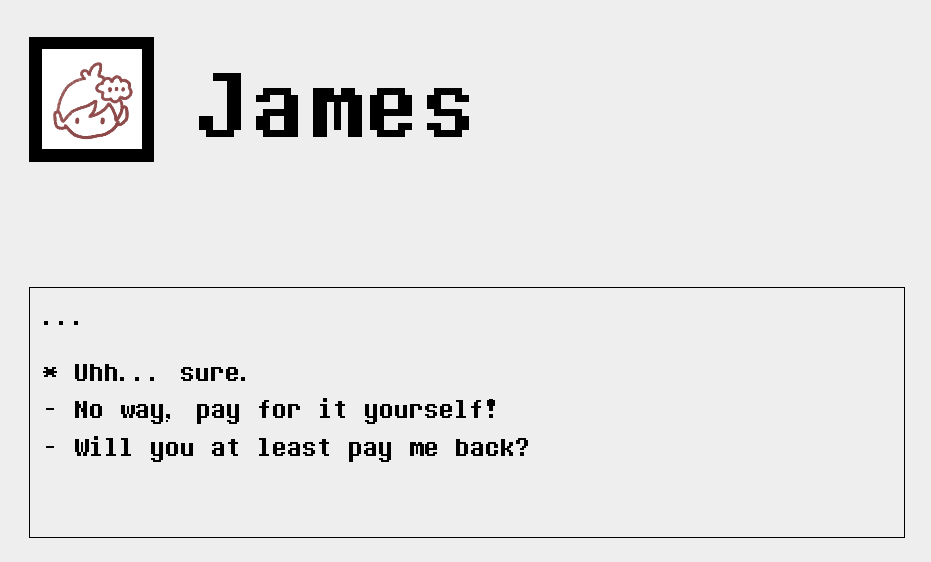 James
...
* Uhh... sure.
- No way, pay for it yourself!
- Will you at least pay me back?